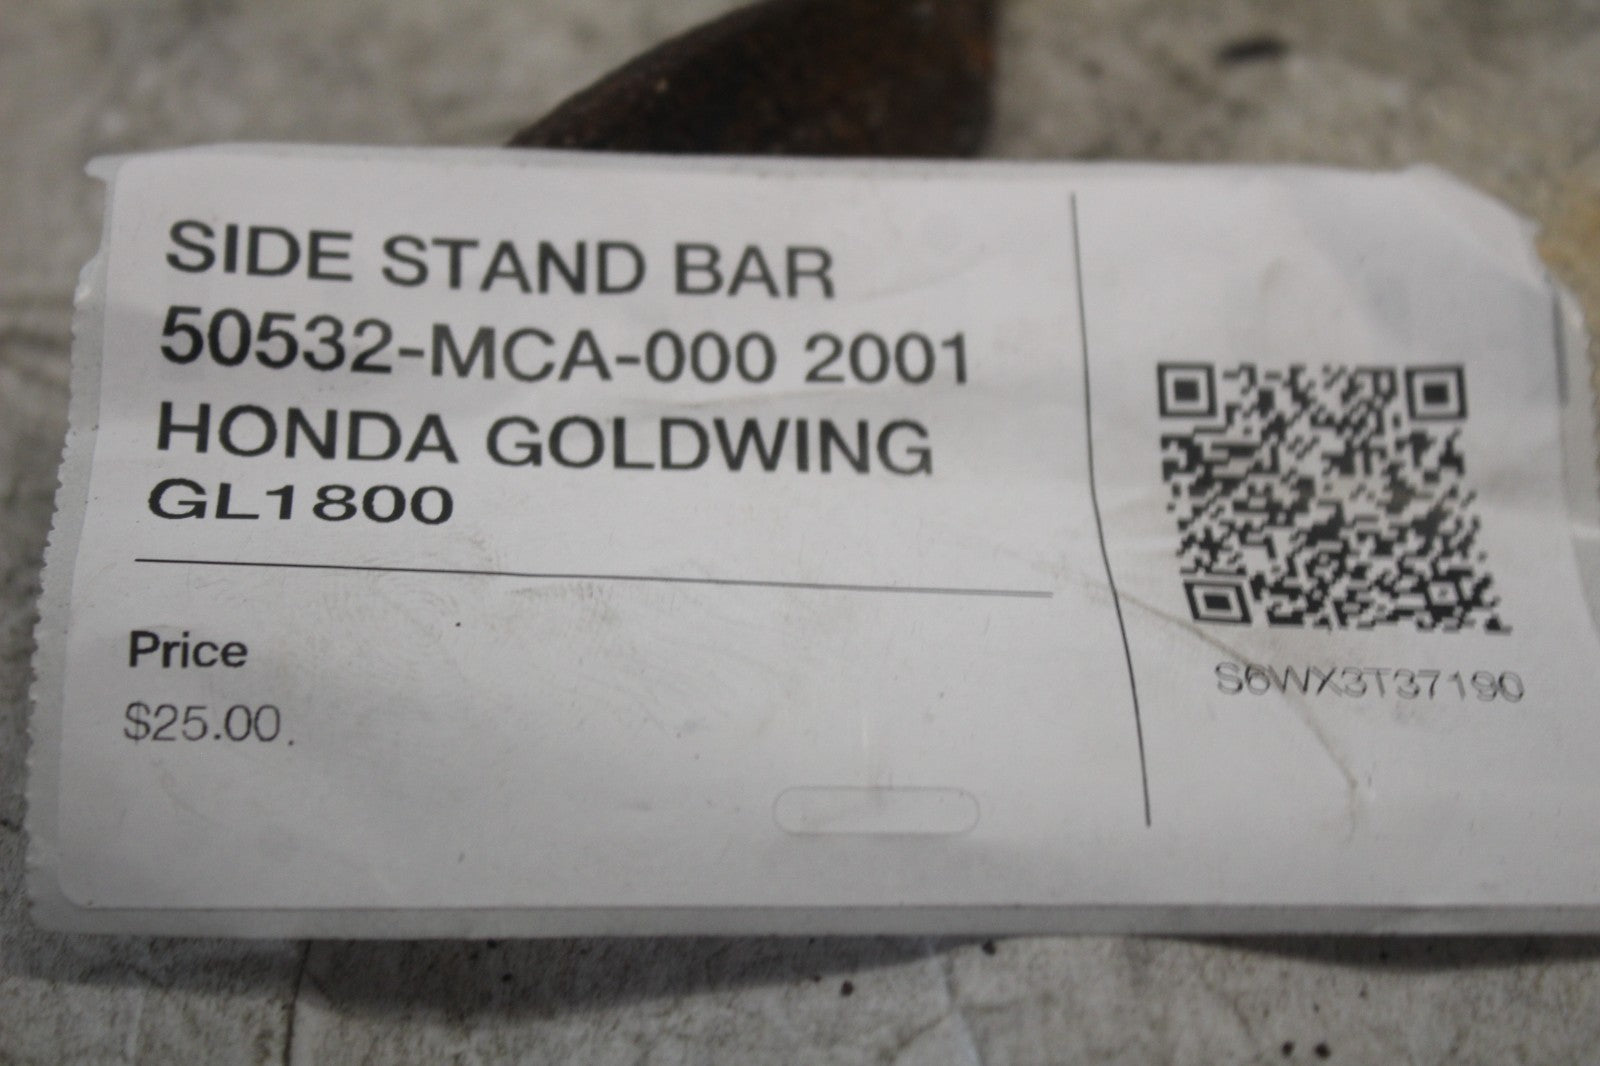 SIDE STAND BAR
50532-MCA-000 2001
HONDA GOLDWING
GL1800
Price
$25.00
S6WX3T37190